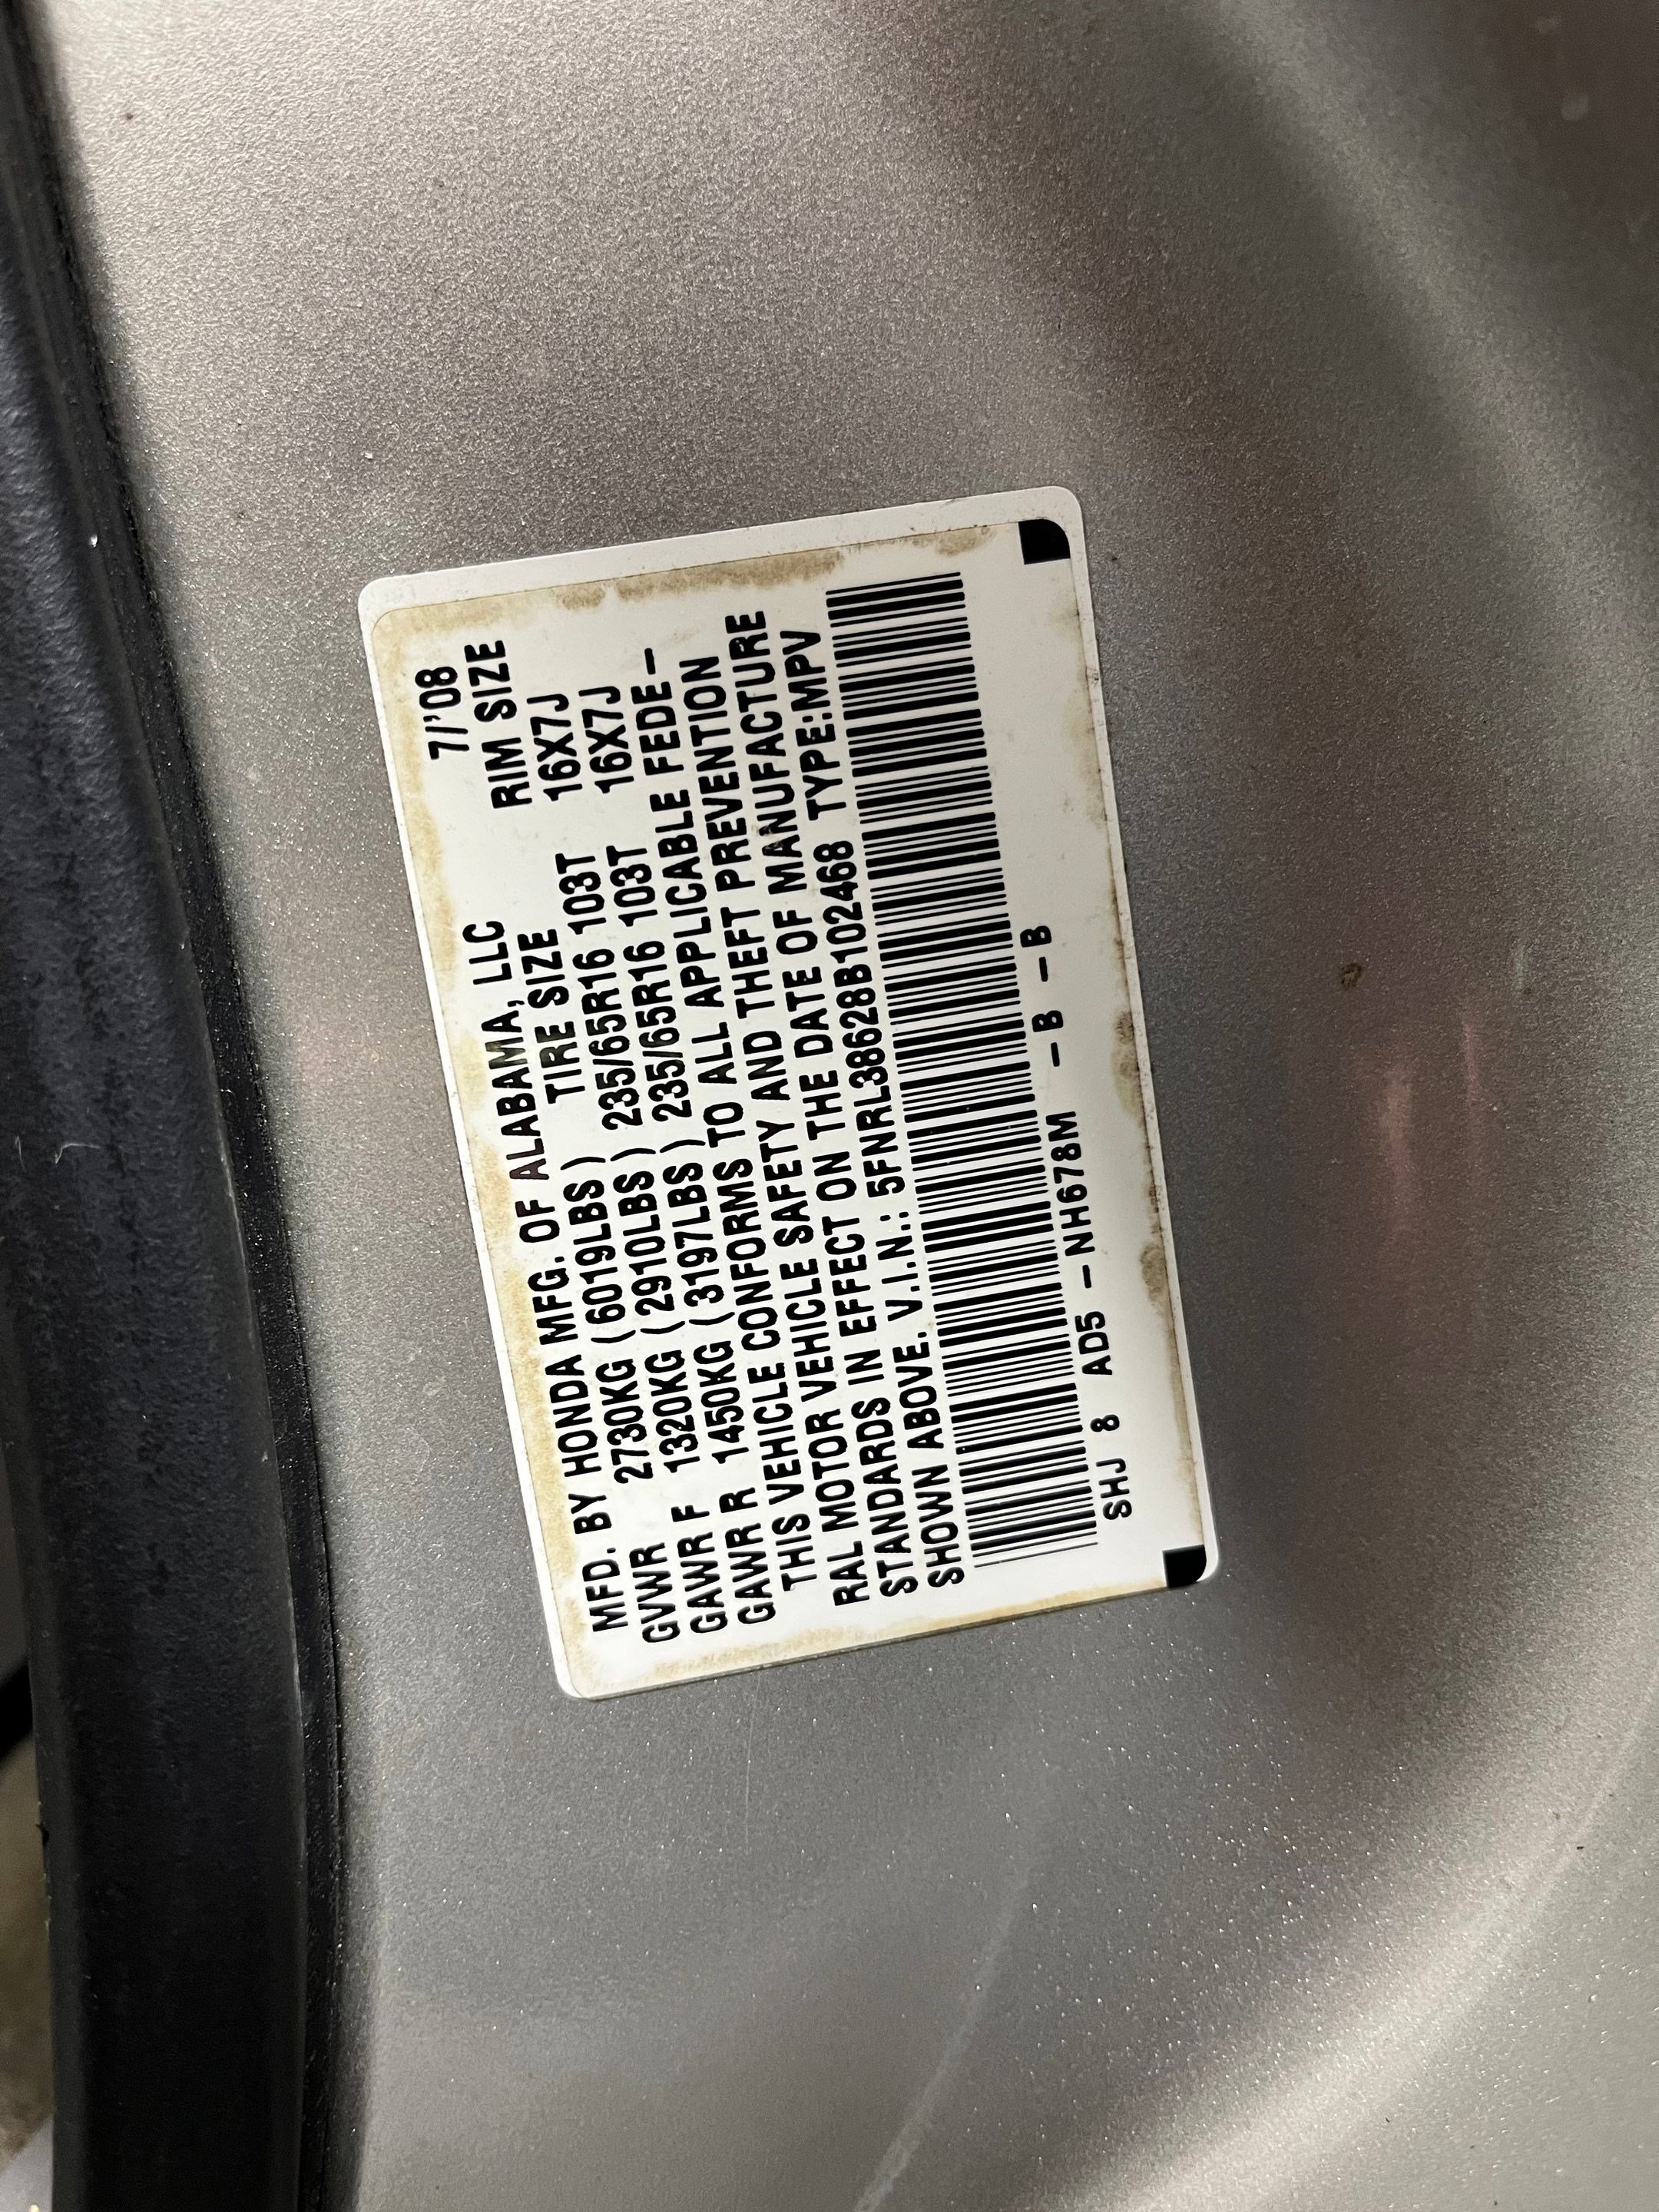 7/'08
MFD. BY HONDA MFG. OF ALABAMA, LLC RIM SIZE
GVWR 2730KG (6019LBS) TIRE SIZE 16X7J
GAWR F 1320KG (2910LBS) 235/65R16 103T 16X7J
GAWR R 1450KG (3197LBS) 235/65R16 103T
THIS VEHICLE CONFORMS TO ALL APPLICABLE FEDE-
RAL MOTOR VEHICLE SAFETY AND THEFT PREVENTION
STANDARDS IN EFFECT ON THE DATE OF MANUFACTURE
SHOWN ABOVE. V.I.N.: 5FNRL38628B102468 TYPE:MPV
SHJ 8 AD5 - NH678M - B - B